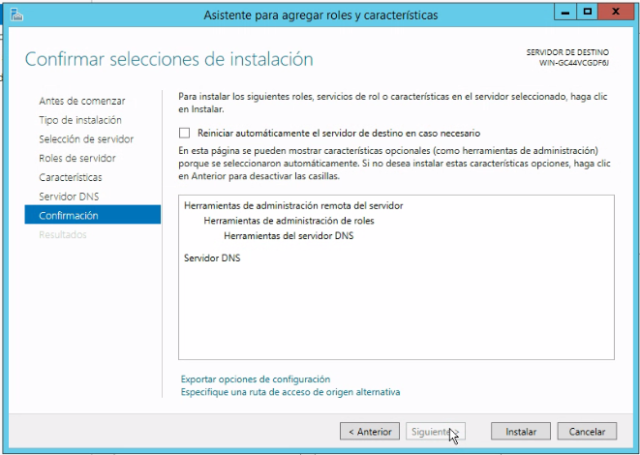 Asistente para agregar roles y características
Confirmar selecciones de instalación
SERVIDOR DE DESTINO
WIN-GC44VCGDF6J
Antes de comenzar
Tipo de instalación
Selección de servidor
Roles de servidor
Características
Servidor DNS
Confirmación
Resultados
Para instalar los siguientes roles, servicios de rol o características en el servidor seleccionado, haga clic
en Instalar.
Reiniciar automáticamente el servidor de destino en caso necesario
En esta página se pueden mostrar características opcionales (como herramientas de administración)
porque se seleccionaron automáticamente. Si no desea instalar estas características opciones, haga clic
en Anterior para desactivar las casillas.
Herramientas de administración remota del servidor
Herramientas de administración de roles
Herramientas del servidor DNS
Servidor DNS
Exportar opciones de configuración
Especifique una ruta de acceso de origen alternativa
< Anterior
Siguiente >
Instalar
Cancelar